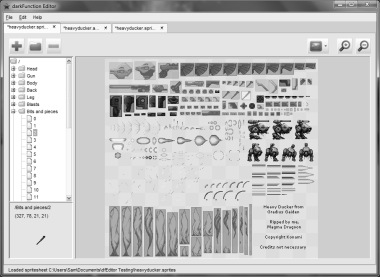 darkFunction Editor
File Edit Help
*heavyducker.spri...
*heavyducker.a...
*heavyducker.spri...
/
Head
Gun
Body
Back
Leg
Blasts
Bits and pieces
0
1
2
3
4
5
6
7
8
9
10
11
/Bits and pieces/2
(327, 78, 21, 21)
Heavy Ducker from
Gradius Gaiden
Ripped by me,
Magma Dragoon
Copyright Konami
Credits not necessary
Loaded spritesheet C:\Users\Sam\Documents\dfEditor Testing\heavyducker.sprites